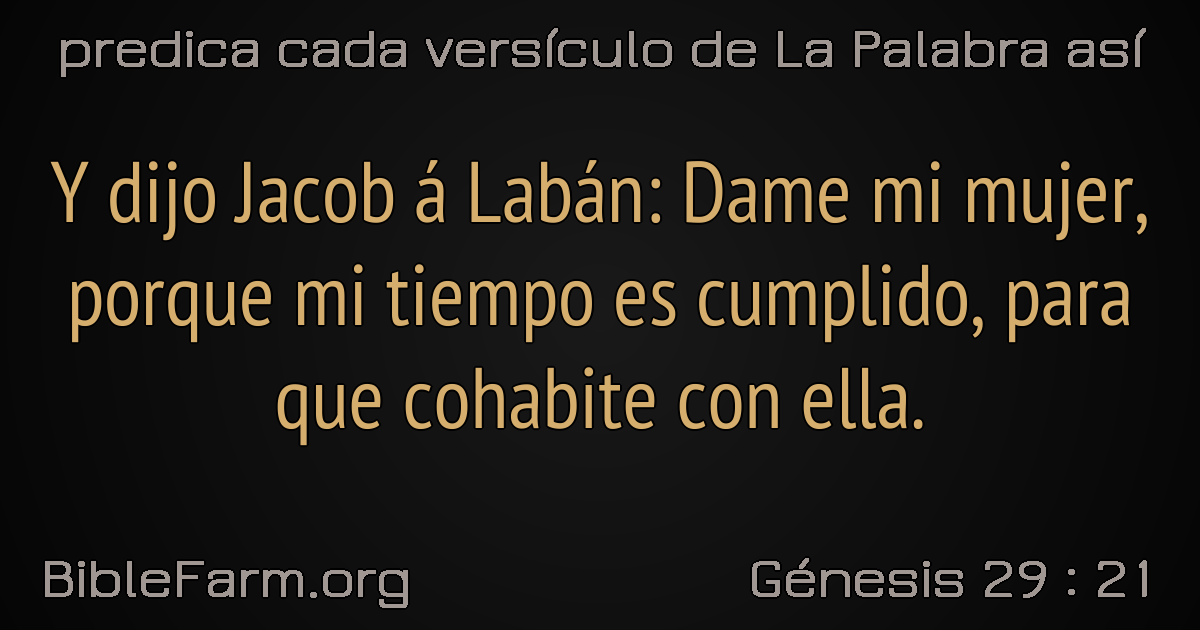 predica cada versículo de La Palabra así
Y dijo Jacob á Labán: Dame mi mujer,
porque mi tiempo es cumplido, para
que cohabite con ella.
BibleFarm.org
Génesis 29 : 21